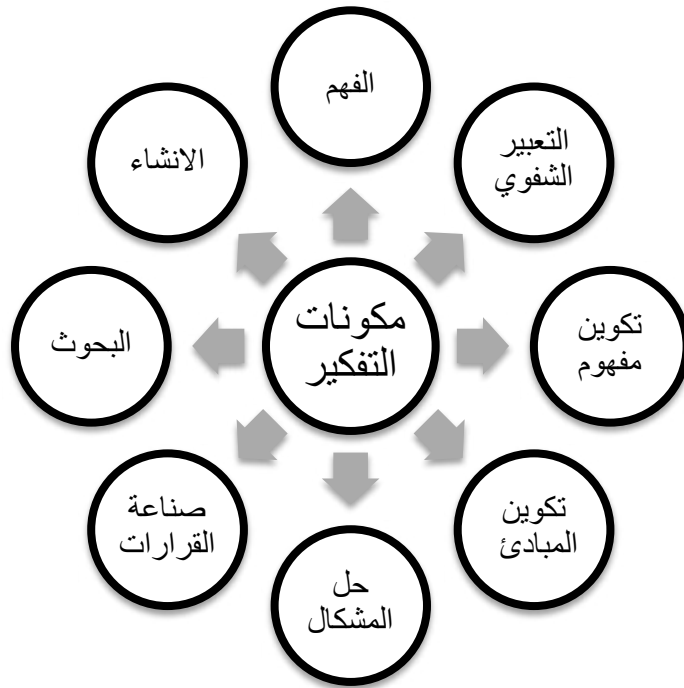 الفهم
التعبير
الشفوي
تكوين
مفهوم
تكوين
المبادئ
حل
المشكال
صناعة
القرارات
البحوث
الانشاء
مكونات
التفكير